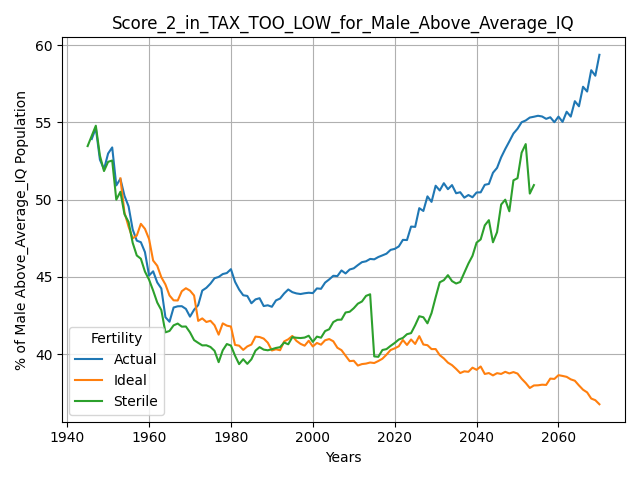 Score_2_in_TAX_TOO_LOW_for_Male_Above_Average_IQ
% of Male Above_Average_IQ Population
60
55
50
45
40
Fertility
Actual
Ideal
Sterile
1940 1960 1980 2000 2020 2040 2060
Years